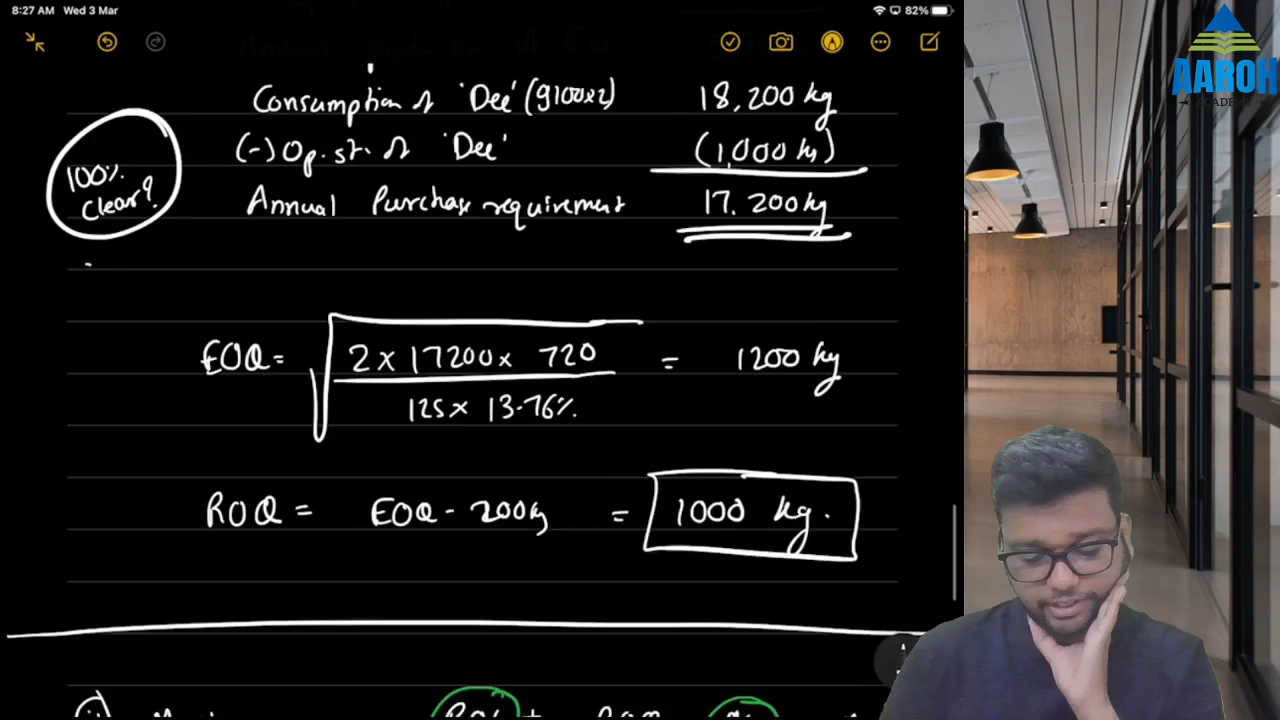 8:27 AM Wed 3 Mar
82%
AAROH
Consumption of 'Dee' (9100x2) 18,200 kg
(-) Op. st. of 'Dee' (1,000 kg)
100% clear?
Annual Purchase requirement 17,200 kg
EOQ = √ 2 x 17200 x 720 = 1200 kg
125 x 13.76%
ROQ = EOQ - 200kg = 1000 kg.